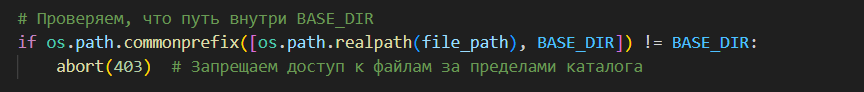 # Проверяем, что путь внутри BASE_DIR
if os.path.commonprefix([os.path.realpath(file_path), BASE_DIR]) != BASE_DIR:
    abort(403)  # Запрещаем доступ к файлам за пределами каталога